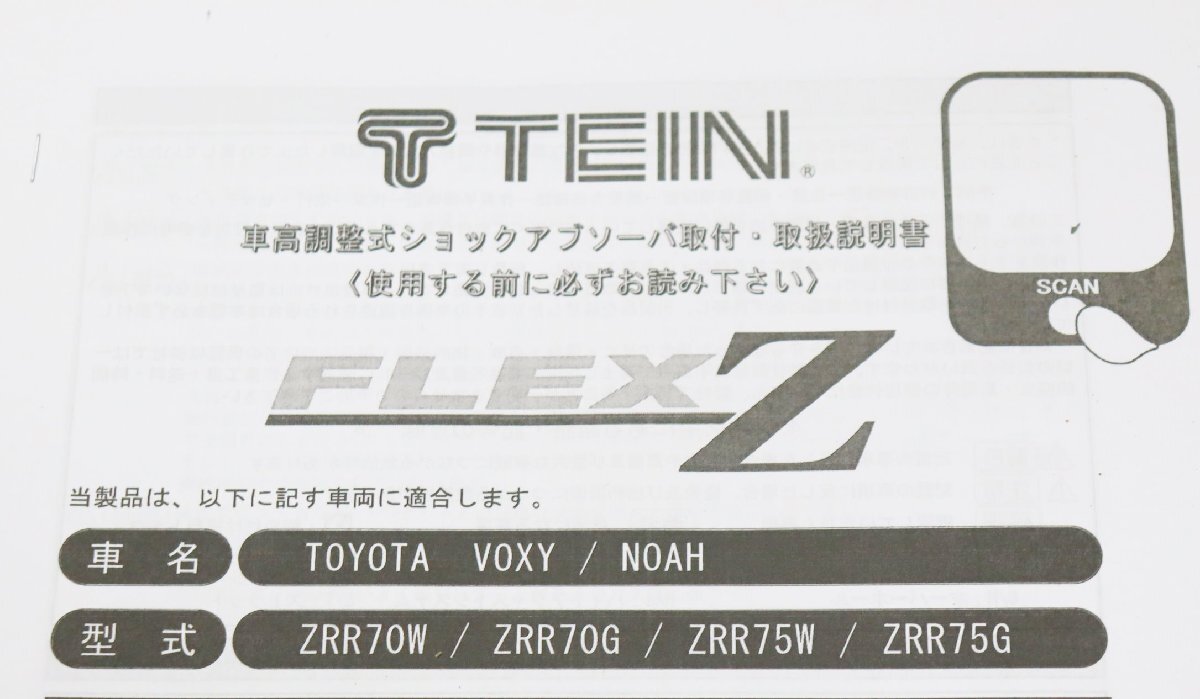 TEIN®
車高調整式ショックアブソーバ取付・取扱説明書
〈使用する前に必ずお読み下さい〉
SCAN
FLEX Z
当製品は、以下に記す車両に適合します。
車 名 TOYOTA VOXY / NOAH
型 式 ZRR70W / ZRR70G / ZRR75W / ZRR75G